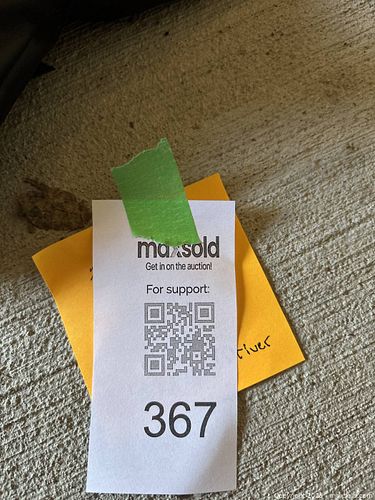 maxsold
Get in on the auction!
For support:
367